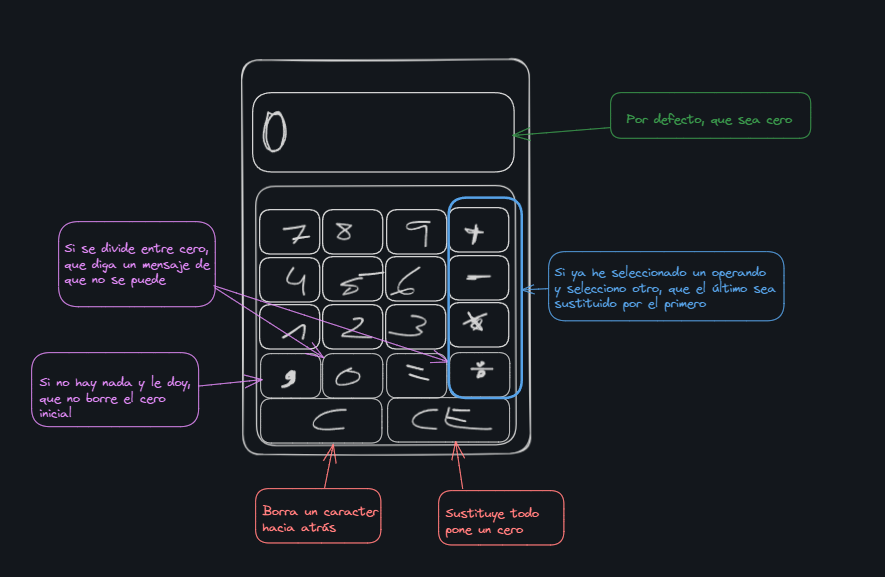 0
Por defecto, que sea cero
7 8 9 +
4 5 6 -
1 2 3 *
, 0 = ÷
C CE
Si se divide entre cero,
que diga un mensaje de
que no se puede
Si ya he seleccionado un operando
y selecciono otro, que el último sea
sustituido por el primero
Si no hay nada y le doy,
que no borre el cero
inicial
Borra un caracter
hacia atrás
Sustituye todo
pone un cero